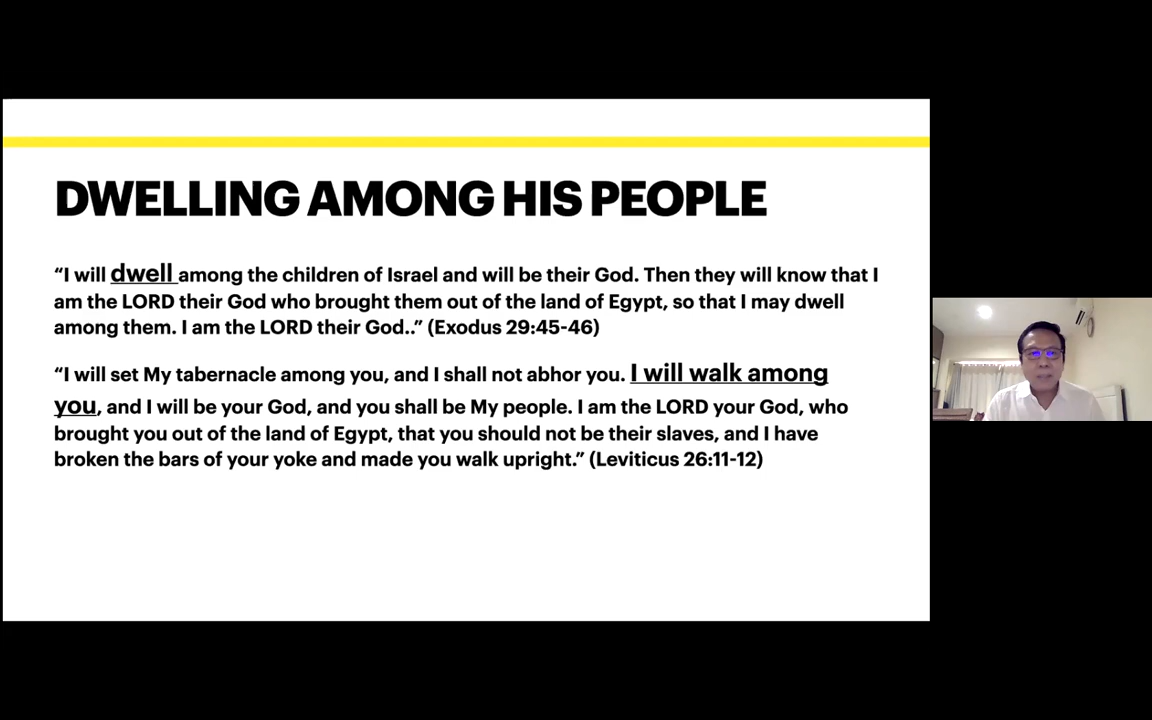 DWELLING AMONG HIS PEOPLE
“I will dwell among the children of Israel and will be their God. Then they will know that I
am the LORD their God who brought them out of the land of Egypt, so that I may dwell
among them. I am the LORD their God..” (Exodus 29:45-46)
“I will set My tabernacle among you, and I shall not abhor you. I will walk among
you, and I will be your God, and you shall be My people. I am the LORD your God, who
brought you out of the land of Egypt, that you should not be their slaves, and I have
broken the bars of your yoke and made you walk upright.” (Leviticus 26:11-12)